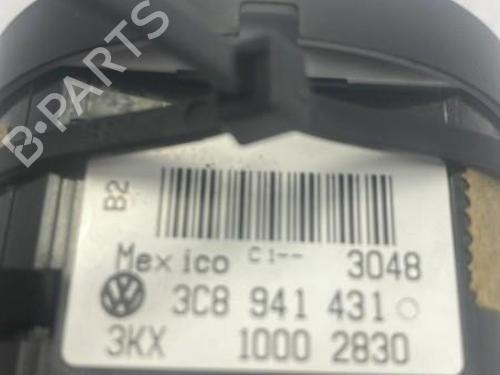 B-PARTS
B2
Mexico C1-- 3048
3C8 941 431
3KX 1000 2830